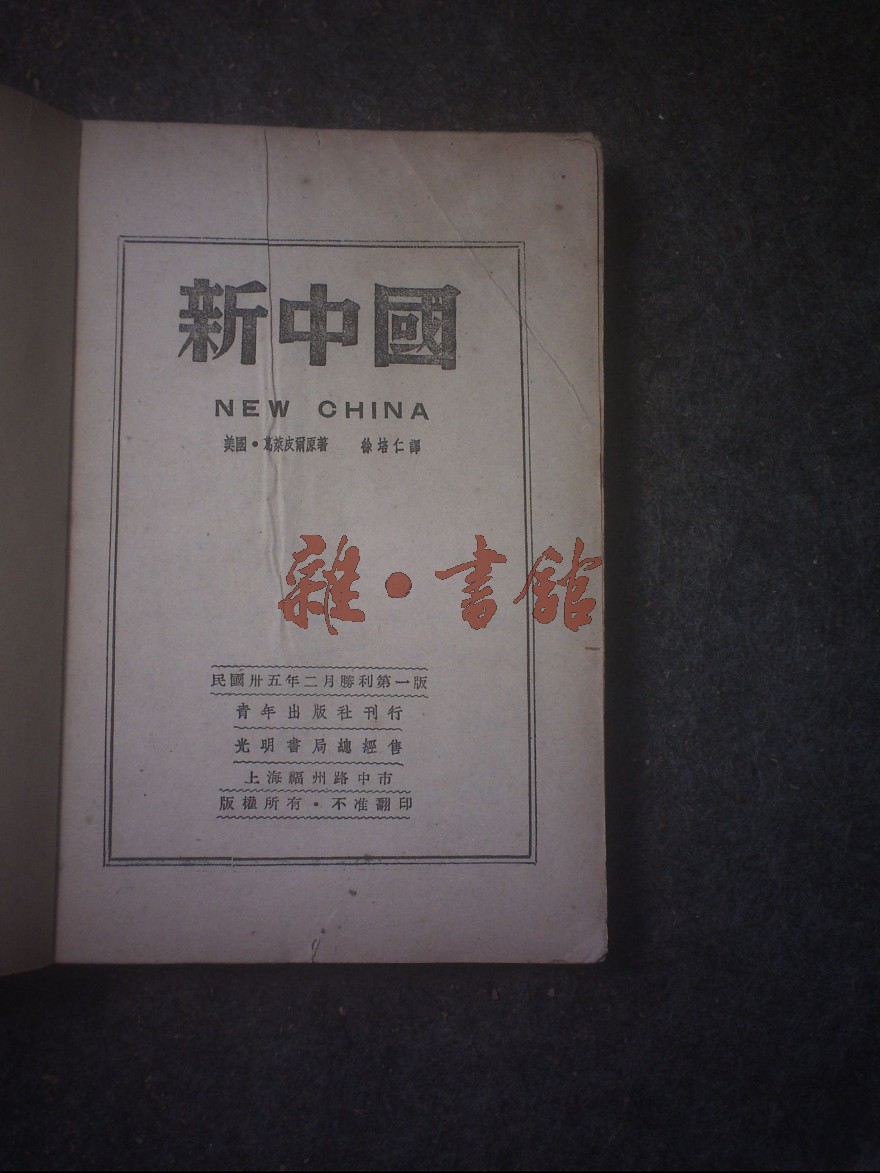 新中國
NEW CHINA
美國·葛萊皮爾原著 徐培仁譯
雜·書館
民國卅五年二月勝利第一版
青年出版社刊行
光明書局總經售
上海福州路中市
版權所有·不准翻印